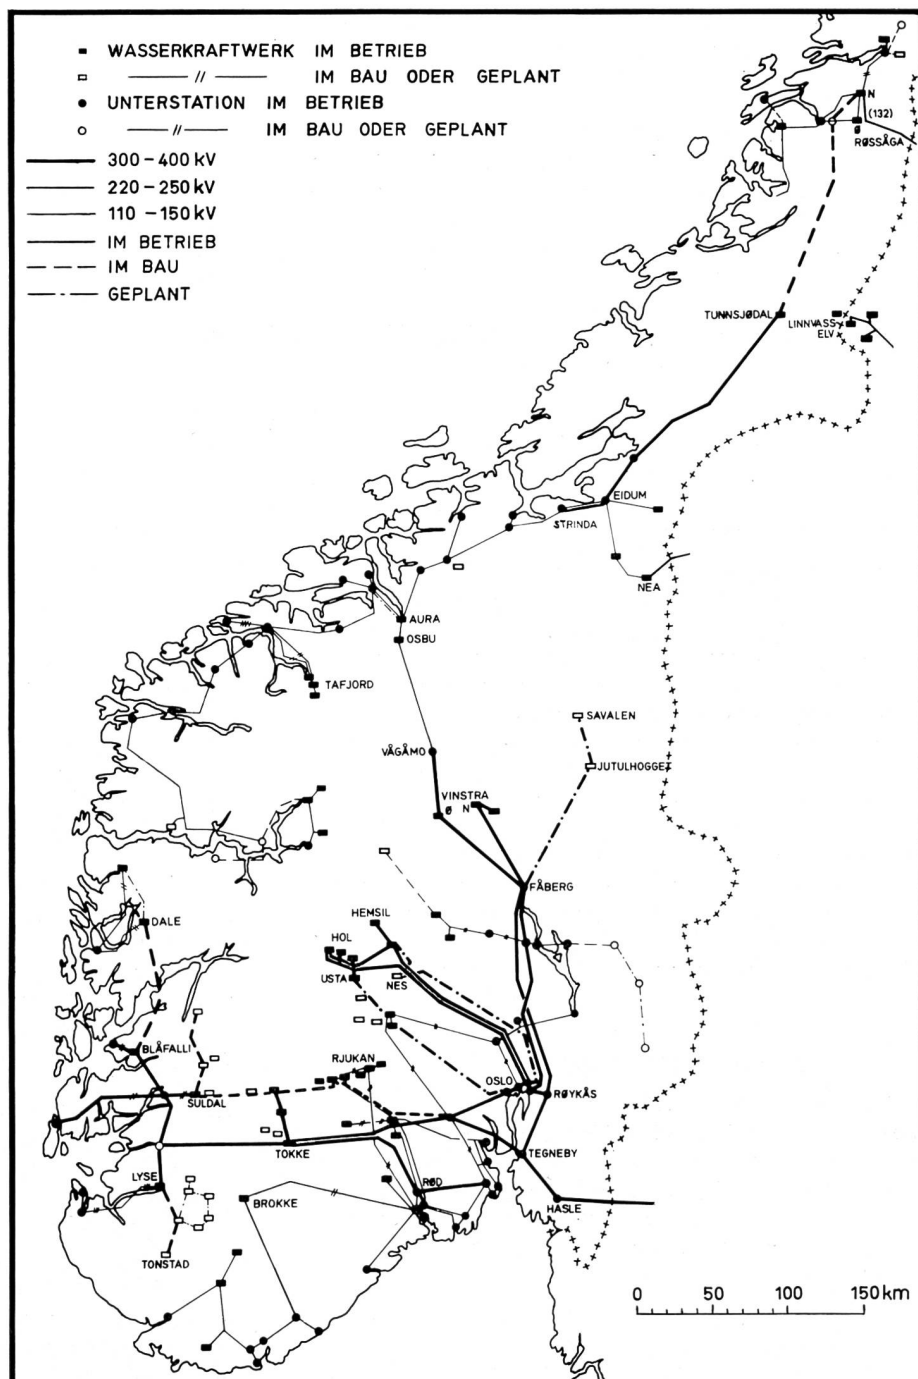 WASSERKRAFTWERK IM BETRIEB
—//— IM BAU ODER GEPLANT
UNTERSTATION IM BETRIEB
—//— IM BAU ODER GEPLANT
300-400 kV
220-250 kV
110-150 kV
IM BETRIEB
IM BAU
GEPLANT
N
(132)
Ø
RØSSÅGA
TUNNSJØDAL
LINNVASS
ELV
EIDUM
STRINDA
NEA
AURA
OSBU
TAFJORD
SAVALEN
VÅGÅMO
JUTULHOGGET
VINSTRA
Ø N
FÅBERG
HEMSIL
DALE
HOL
USTA
NES
BLÅFALLI
RJUKAN
OSLO
SULDAL
RØYKÅS
TOKKE
TEGNEBY
LYSE
RØD
BROKKE
HASLE
TONSTAD
0 50 100 150 km